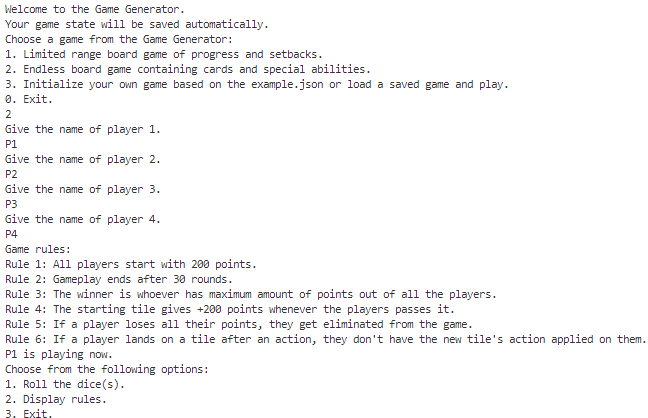 Welcome to the Game Generator.
Your game state will be saved automatically.
Choose a game from the Game Generator:
1. Limited range board game of progress and setbacks.
2. Endless board game containing cards and special abilities.
3. Initialize your own game based on the example.json or load a saved game and play.
0. Exit.
2
Give the name of player 1.
P1
Give the name of player 2.
P2
Give the name of player 3.
P3
Give the name of player 4.
P4
Game rules:
Rule 1: All players start with 200 points.
Rule 2: Gameplay ends after 30 rounds.
Rule 3: The winner is whoever has maximum amount of points out of all the players.
Rule 4: The starting tile gives +200 points whenever the players passes it.
Rule 5: If a player loses all their points, they get eliminated from the game.
Rule 6: If a player lands on a tile after an action, they don't have the new tile's action applied on them.
P1 is playing now.
Choose from the following options:
1. Roll the dice(s).
2. Display rules.
3. Exit.